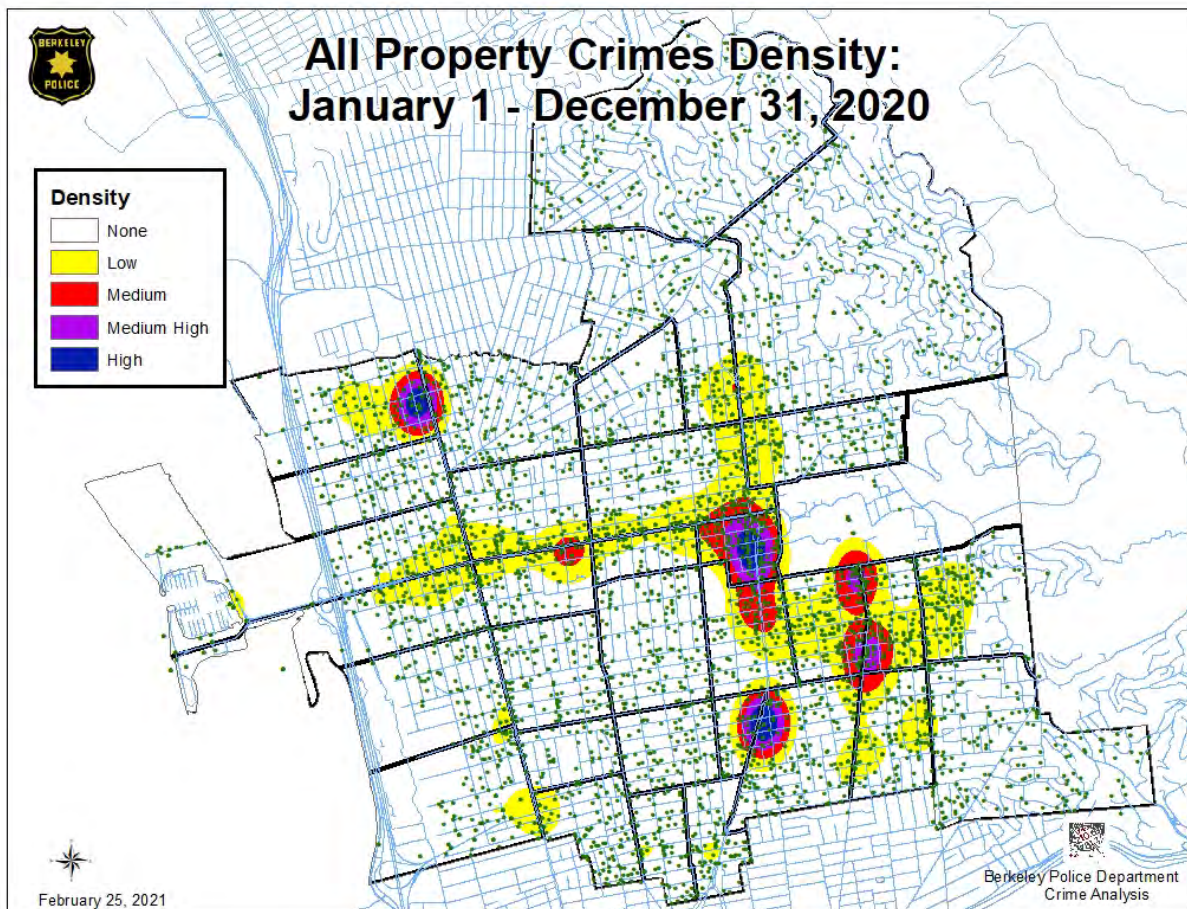 BERKELEY
POLICE
All Property Crimes Density:
January 1 - December 31, 2020
Density
None
Low
Medium
Medium High
High
February 25, 2021
Berkeley Police Department
Crime Analysis